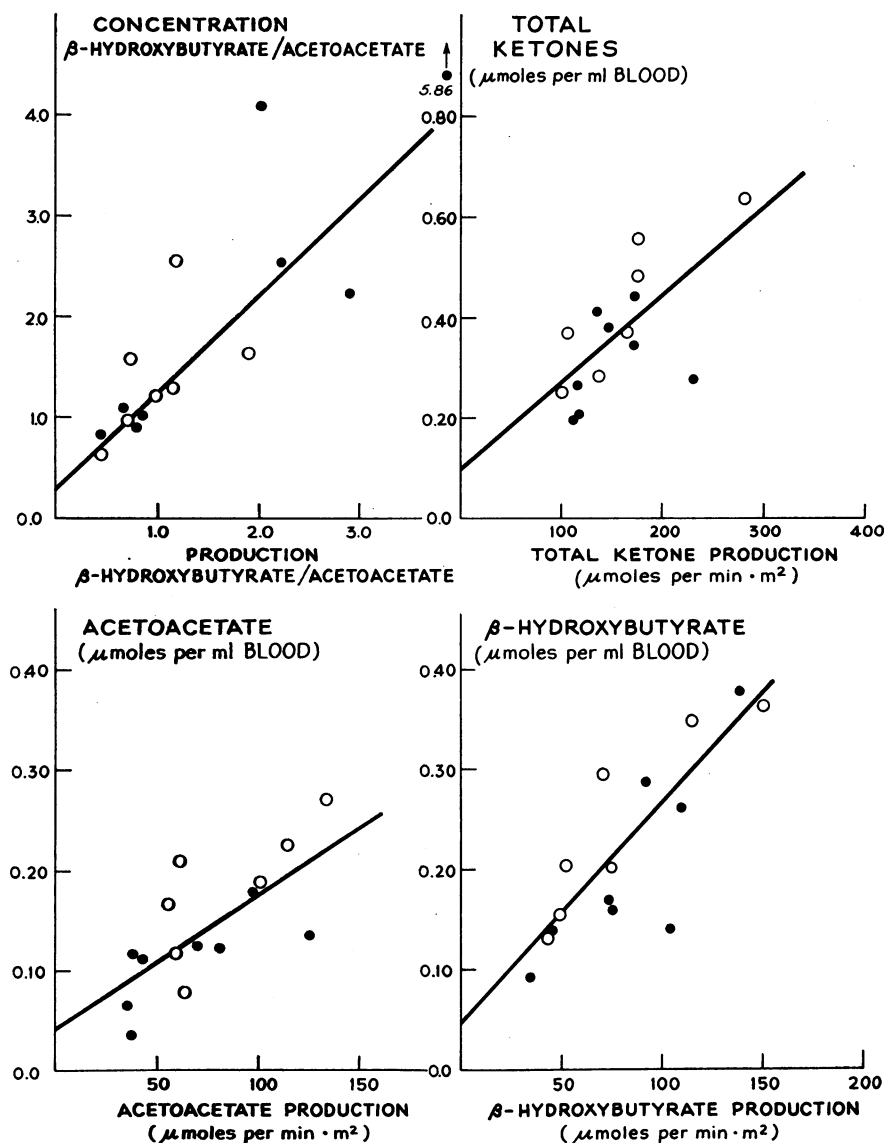 CONCENTRATION
β-HYDROXYBUTYRATE/ACETOACETATE
5.86
4.0
3.0
2.0
1.0
0.0
1.0
2.0
3.0
PRODUCTION
β-HYDROXYBUTYRATE/ACETOACETATE
TOTAL
KETONES
(μmoles per ml BLOOD)
0.80
0.60
0.40
0.20
0.0
100
200
300
400
TOTAL KETONE PRODUCTION
(μmoles per min · m²)
ACETOACETATE
(μmoles per ml BLOOD)
0.40
0.30
0.20
0.10
0.0
50
100
150
ACETOACETATE PRODUCTION
(μmoles per min · m²)
β-HYDROXYBUTYRATE
(μmoles per ml BLOOD)
0.40
0.30
0.20
0.10
0.0
50
100
150
200
β-HYDROXYBUTYRATE PRODUCTION
(μmoles per min · m²)